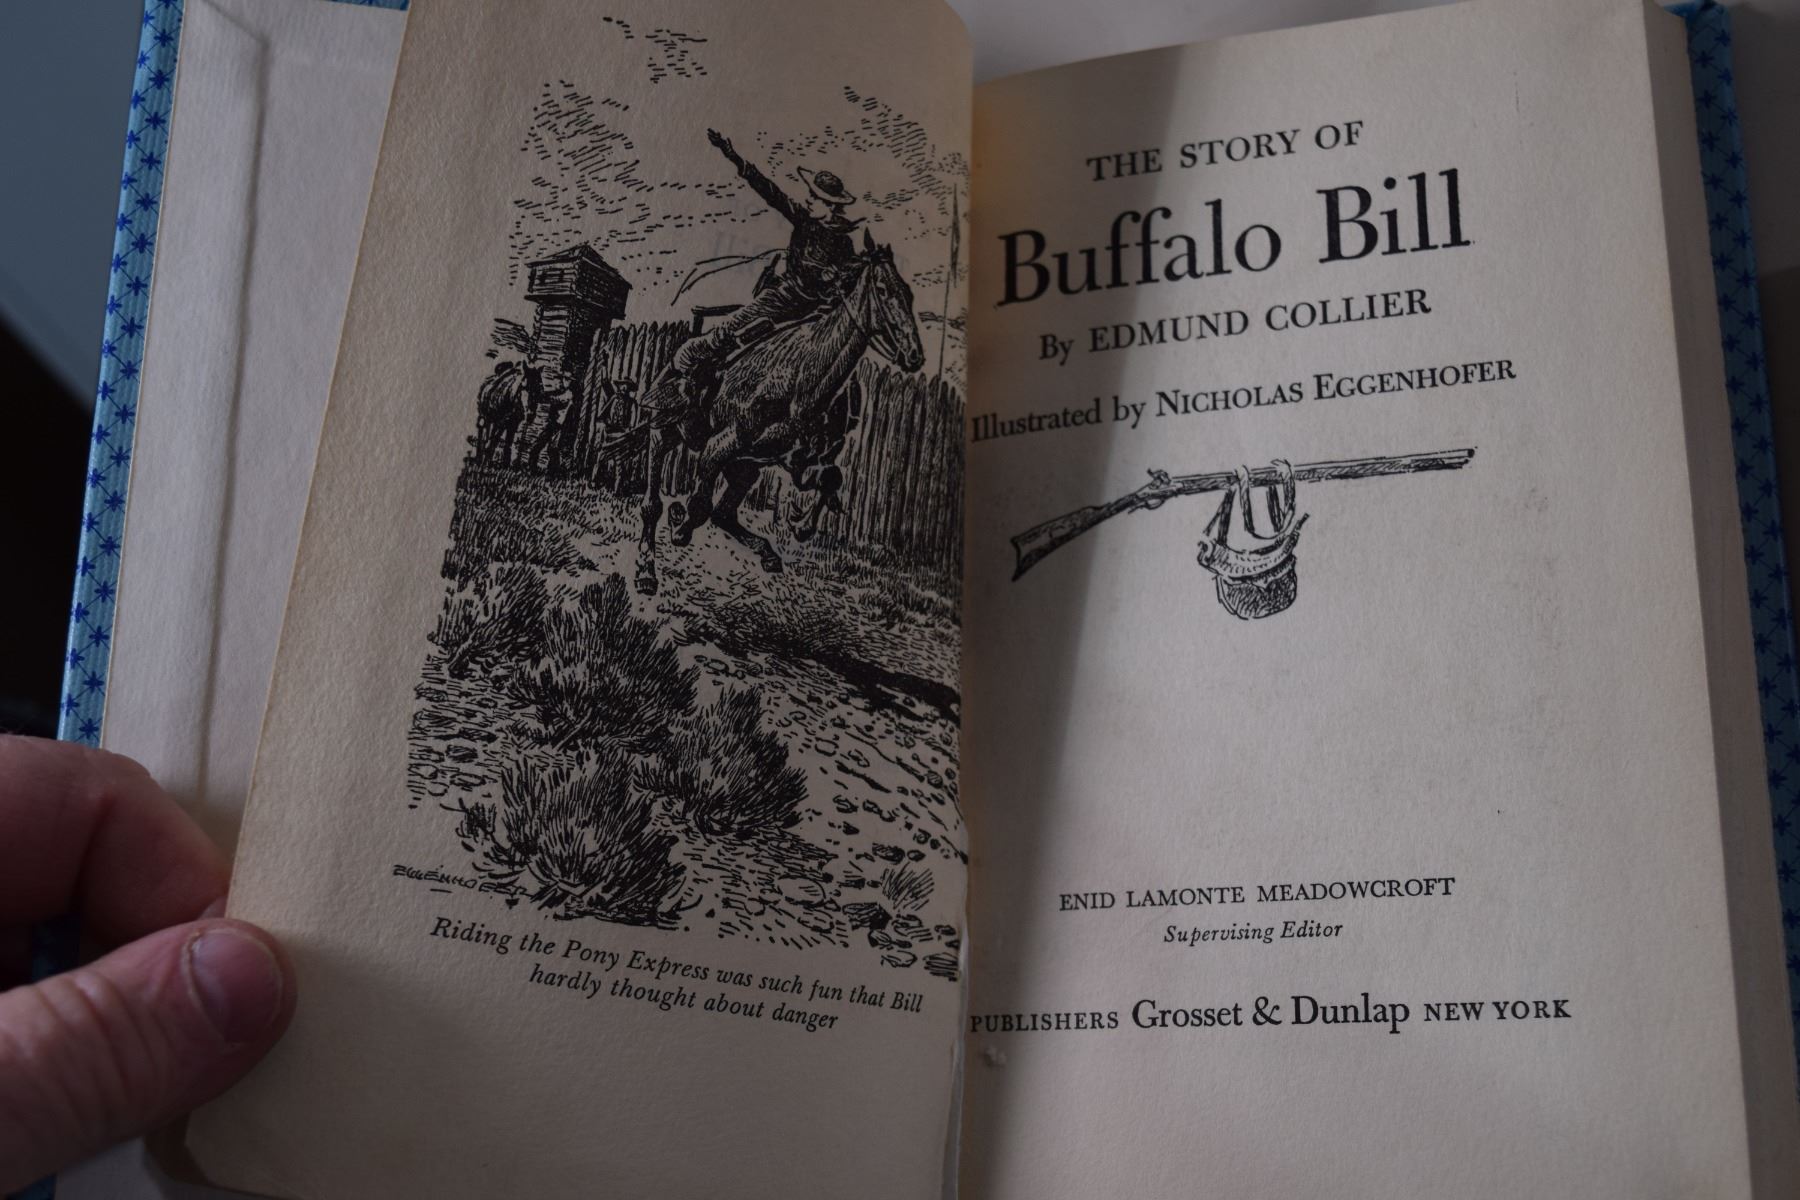 EGGENHOFER
Riding the Pony Express was such fun that Bill
hardly thought about danger
THE STORY OF
Buffalo Bill
By EDMUND COLLIER
Illustrated by NICHOLAS EGGENHOFER
ENID LAMONTE MEADOWCROFT
Supervising Editor
PUBLISHERS Grosset & Dunlap NEW YORK